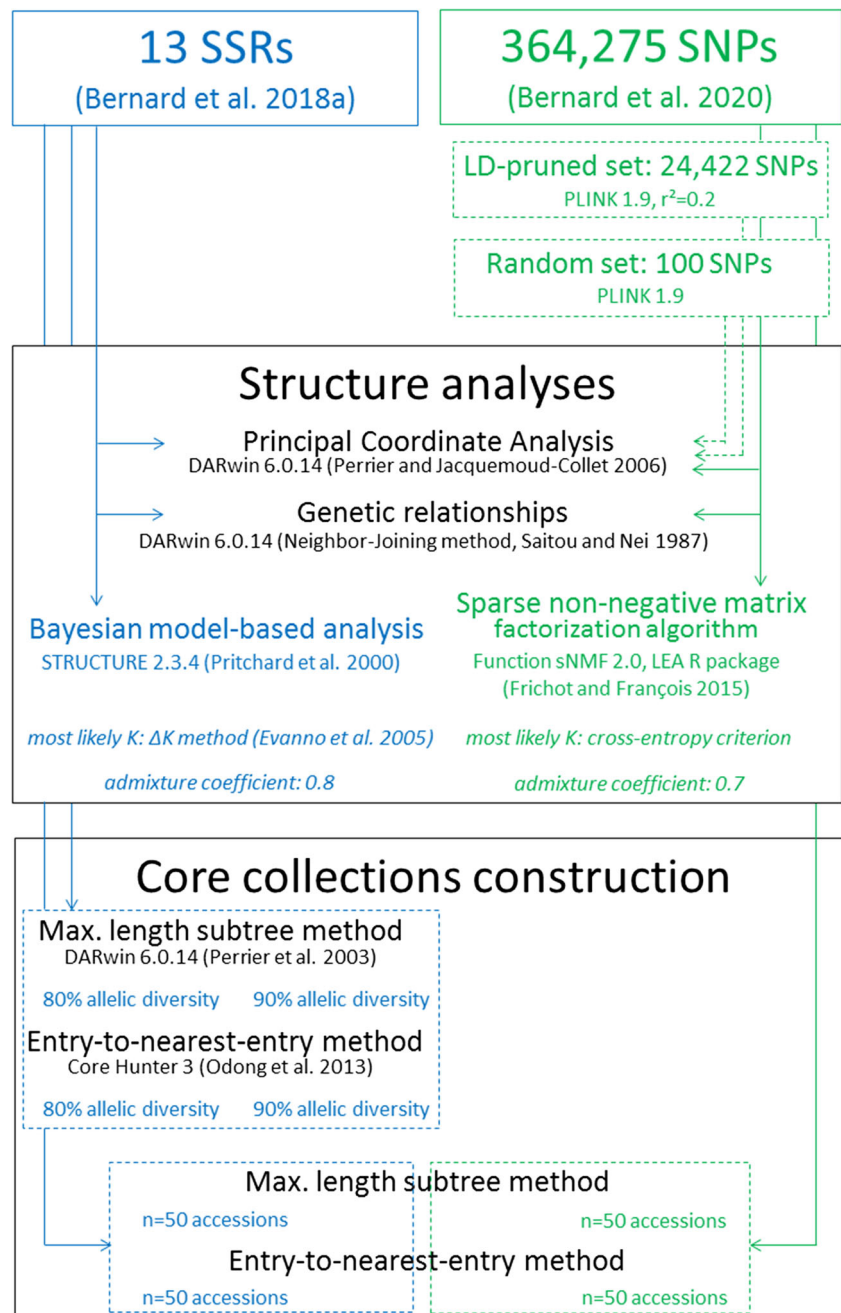 13 SSRs
(Bernard et al. 2018a)
364,275 SNPs
(Bernard et al. 2020)
LD-pruned set: 24,422 SNPs
PLINK 1.9, r²=0.2
Random set: 100 SNPs
PLINK 1.9
Structure analyses
Principal Coordinate Analysis
DARwin 6.0.14 (Perrier and Jacquemoud-Collet 2006)
Genetic relationships
DARwin 6.0.14 (Neighbor-Joining method, Saitou and Nei 1987)
Bayesian model-based analysis
STRUCTURE 2.3.4 (Pritchard et al. 2000)
most likely K: ΔK method (Evanno et al. 2005)
admixture coefficient: 0.8
Sparse non-negative matrix
factorization algorithm
Function sNMF 2.0, LEA R package
(Frichot and François 2015)
most likely K: cross-entropy criterion
admixture coefficient: 0.7
Core collections construction
Max. length subtree method
DARwin 6.0.14 (Perrier et al. 2003)
80% allelic diversity 90% allelic diversity
Entry-to-nearest-entry method
Core Hunter 3 (Odong et al. 2013)
80% allelic diversity 90% allelic diversity
Max. length subtree method
n=50 accessions n=50 accessions
Entry-to-nearest-entry method
n=50 accessions n=50 accessions